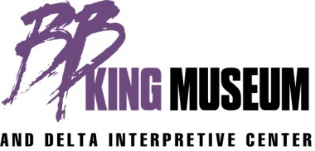 BB
KING MUSEUM
AND DELTA INTERPRETIVE CENTER